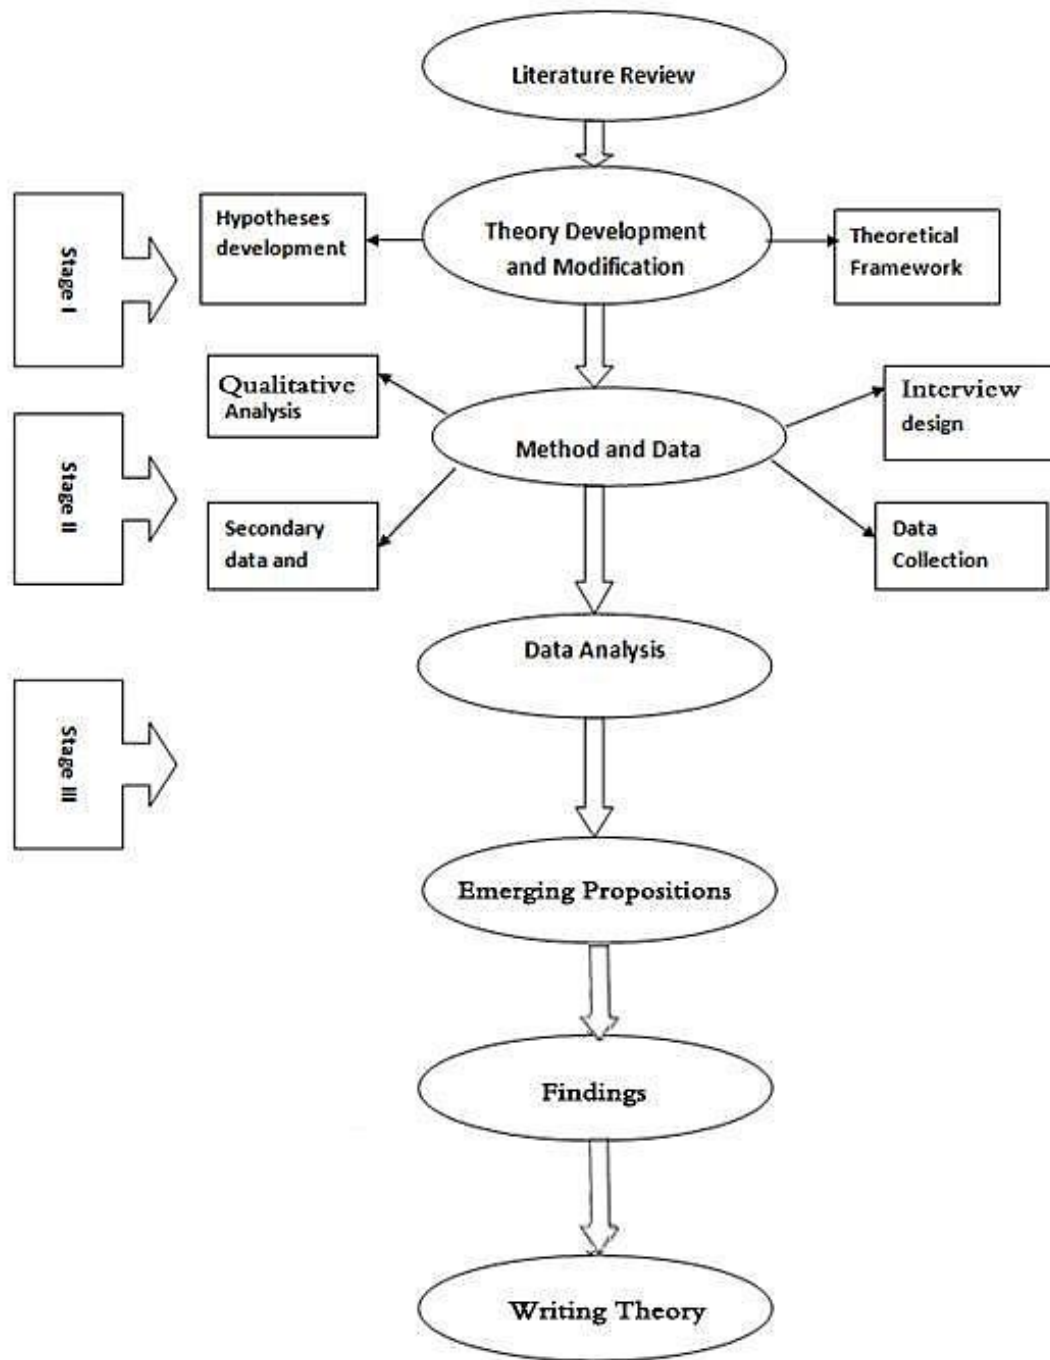 Literature Review
Stage I
Hypotheses
development
Theory Development
and Modification
Theoretical
Framework
Stage II
Qualitative
Analysis
Method and Data
Interview
design
Secondary
data and
Data
Collection
Data Analysis
Stage III
Emerging Propositions
Findings
Writing Theory